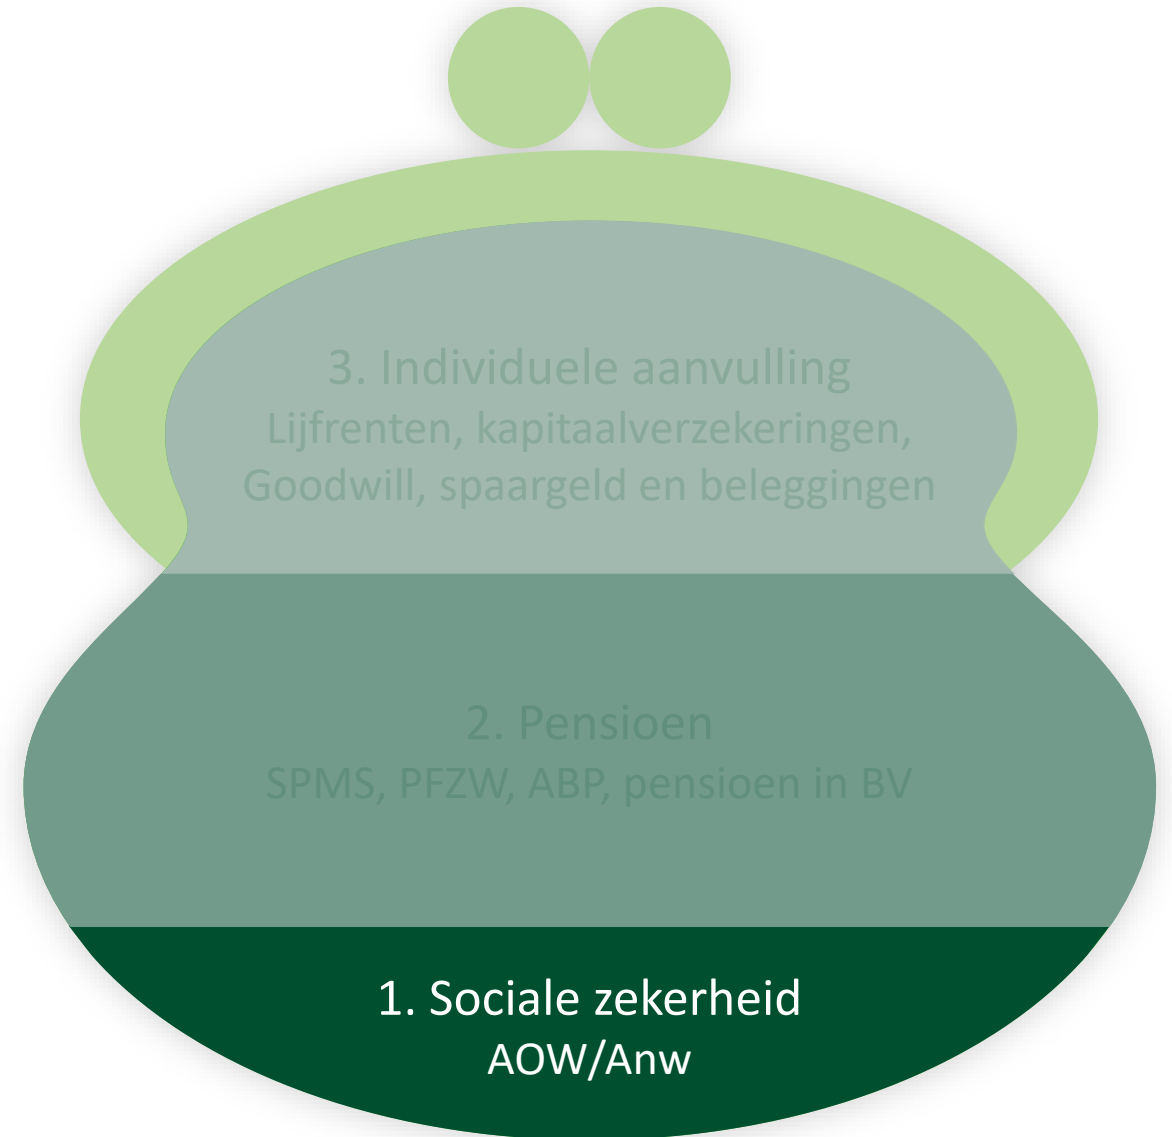 3. Individuele aanvulling
Lijfrenten, kapitaalverzekeringen,
Goodwill, spaargeld en beleggingen
2. Pensioen
SPMS, PFZW, ABP, pensioen in BV
1. Sociale zekerheid
AOW/Anw